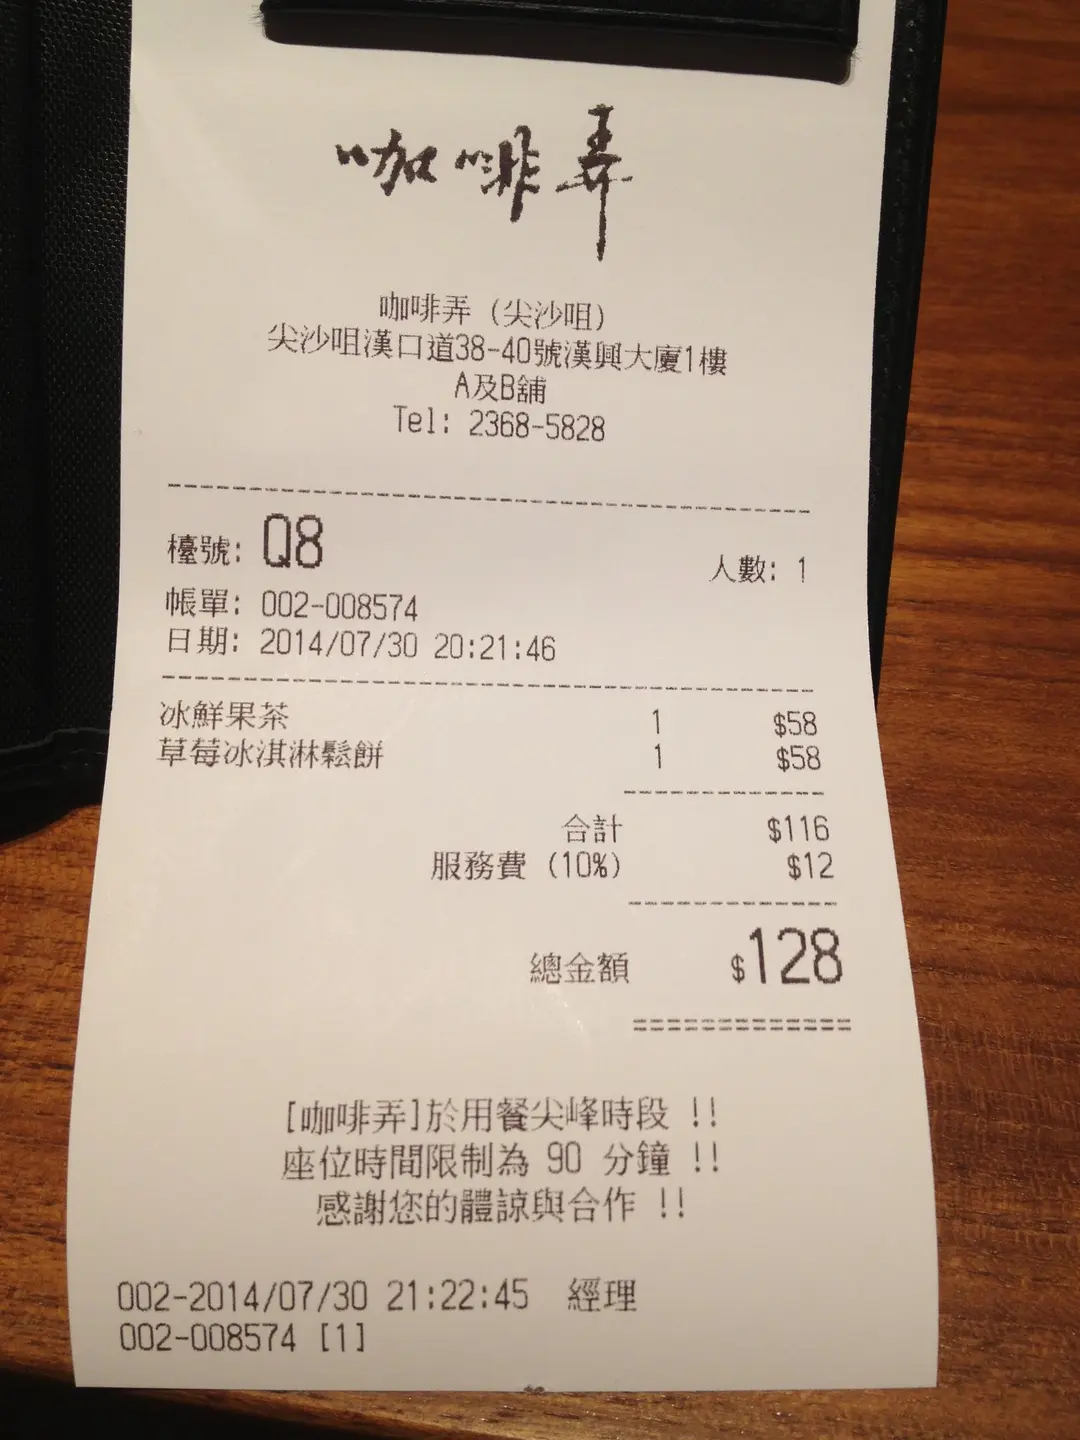 咖啡弄
咖啡弄 (尖沙咀)
尖沙咀漢口道38-40號漢興大廈1樓
A及B舖
Tel: 2368-5828
檯號: Q8 人數: 1
帳單: 002-008574
日期: 2014/07/30 20:21:46
冰鮮果茶 1 $58
草莓冰淇淋鬆餅 1 $58
合計 $116
服務費 (10%) $12
總金額 $128
[咖啡弄]於用餐尖峰時段 !!
座位時間限制為 90 分鐘 !!
感謝您的體諒與合作 !!
002-2014/07/30 21:22:45 經理
002-008574 [1]